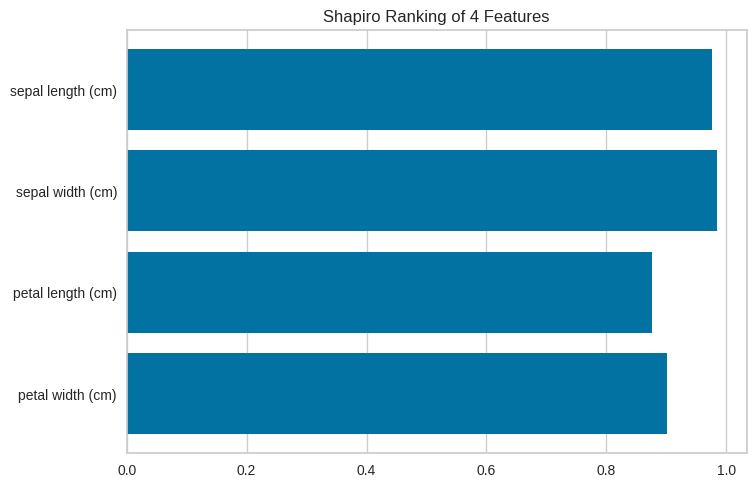 Shapiro Ranking of 4 Features
sepal length (cm)
sepal width (cm)
petal length (cm)
petal width (cm)
0.0 0.2 0.4 0.6 0.8 1.0